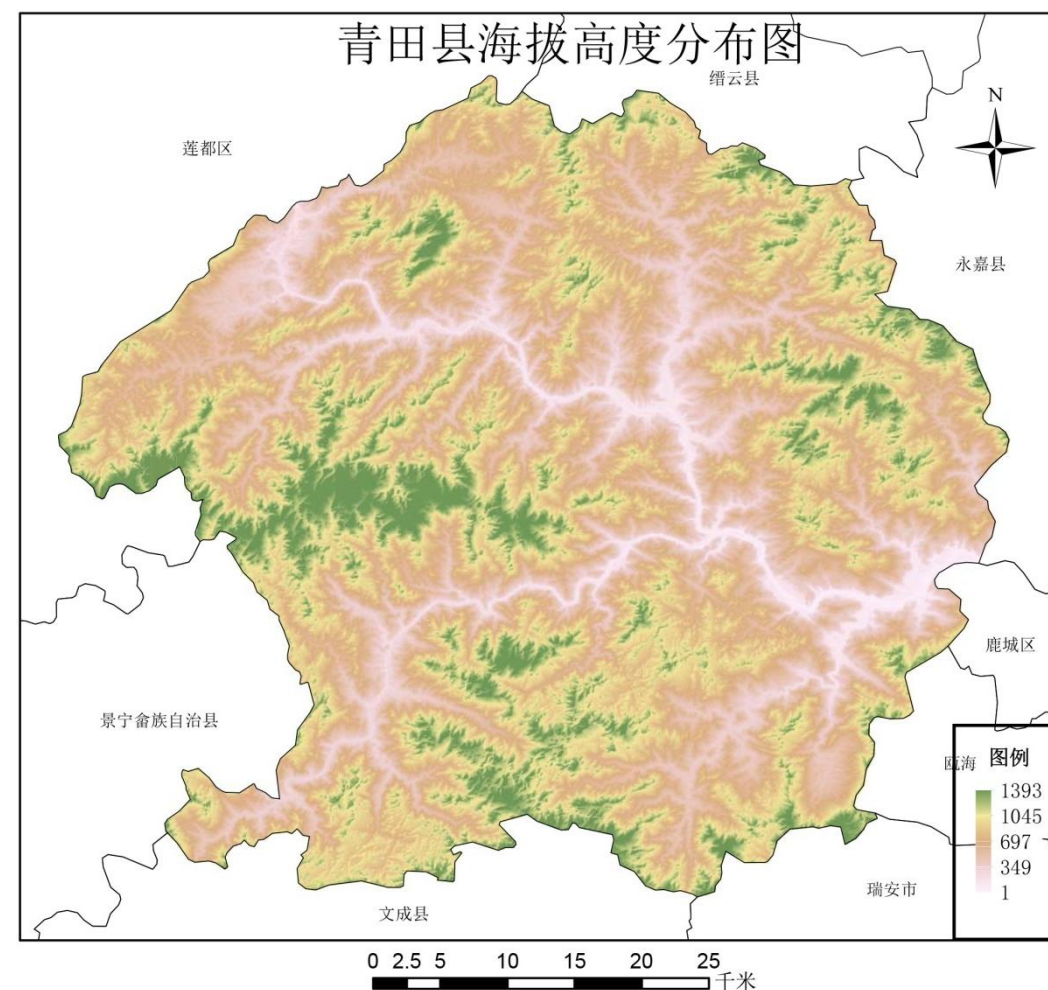 青田县海拔高度分布图
缙云县
莲都区
N
永嘉县
鹿城区
景宁畲族自治县
瓯海
图例
1393
1045
697
349
1
瑞安市
文成县
0 2.5 5 10 15 20 25
千米